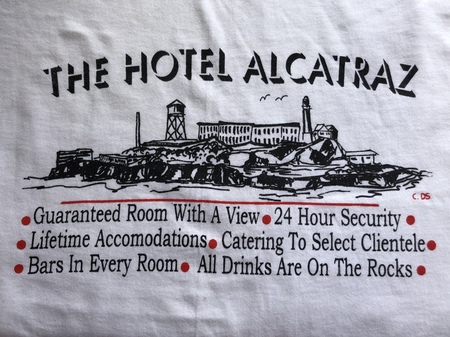 THE HOTEL ALCATRAZ
C. DS
• Guaranteed Room With A View • 24 Hour Security •
• Lifetime Accomodations • Catering To Select Clientele •
• Bars In Every Room • All Drinks Are On The Rocks •